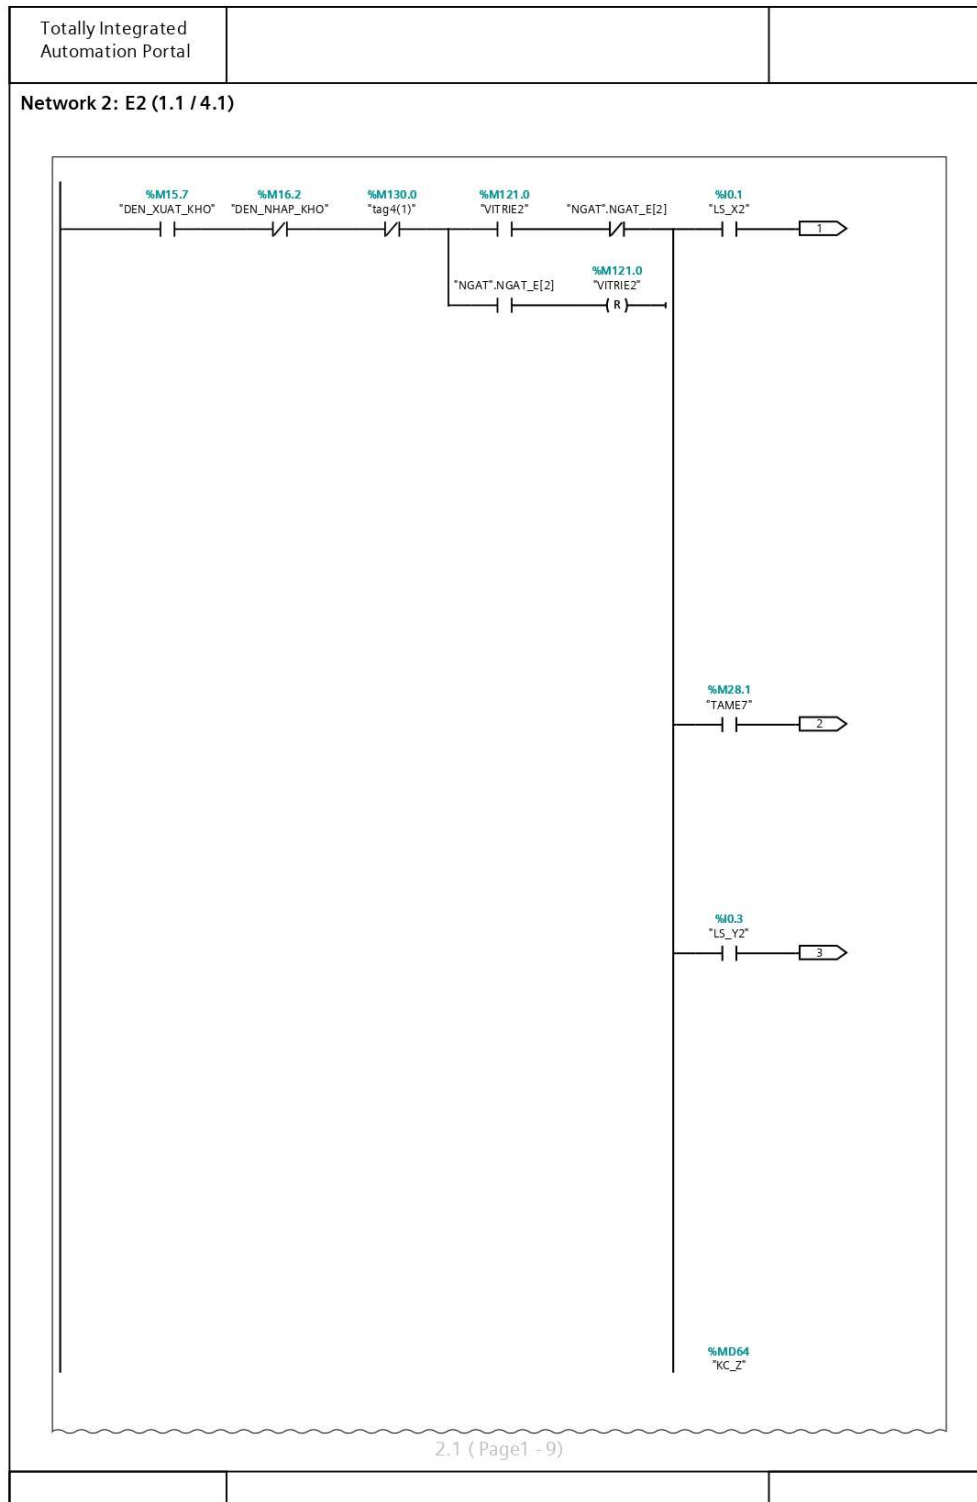 Totally Integrated
Automation Portal
Network 2: E2 (1.1 / 4.1)
%M15.7 %M16.2 %M130.0 %M121.0 %I0.1
"DEN_XUAT_KHO" "DEN_NHAP_KHO" "tag4(1)" "VITRIE2" "NGAT".NGAT_E[2] "LS_X2"
1
%M121.0
"NGAT".NGAT_E[2] "VITRIE2"
R
%M28.1
"TAME7"
2
%I0.3
"LS_Y2"
3
%MD64
"KC_Z"
2.1 ( Page1 - 9)